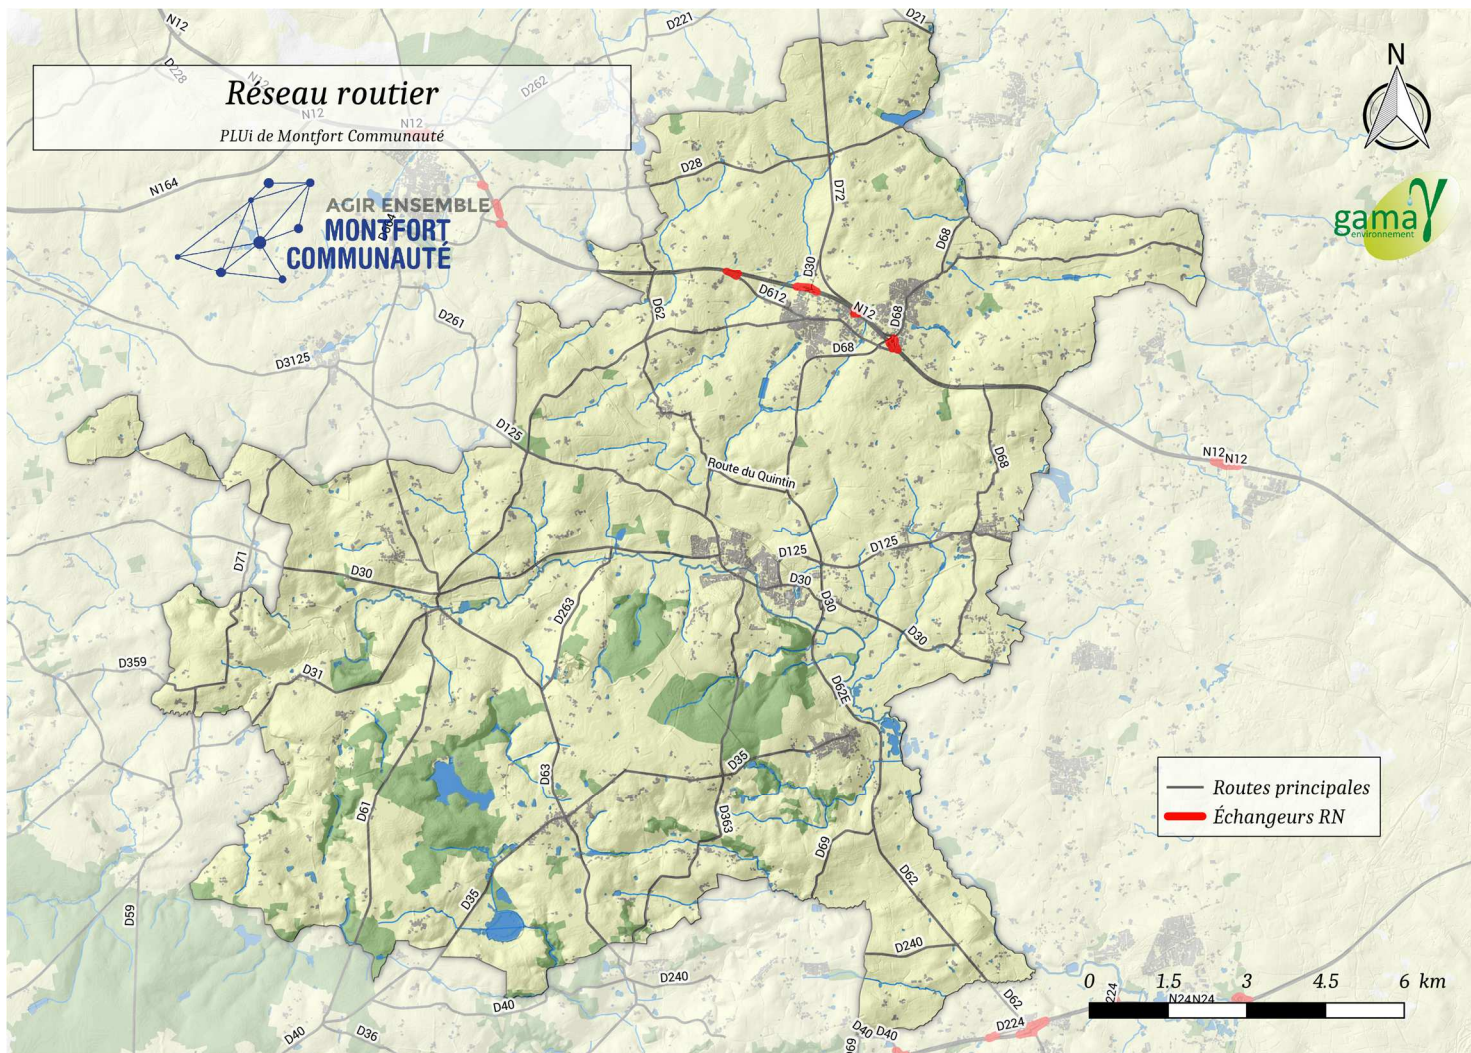 Réseau routier
PLUi de Montfort Communauté
AGIR ENSEMBLE
MONTFORT
COMMUNAUTÉ
N
gama
environnement
N12
D221
D21
D228
N12
D262
N12
N12
N164
D28
D72
D68
D30
D612
D62
N12
D68
D261
D68
D3125
D125
D68
N12
N12
Route du Quintin
D71
D125
D125
D30
D30
D30
D263
D30
D359
D31
D62E
D35
D63
D61
D363
D69
D62
D35
D59
D240
D240
D62
D40
D40
D36
D224
D40
D40
D69
224
N24
N24
Routes principales
Échangeurs RN
0 1.5 3 4.5 6 km